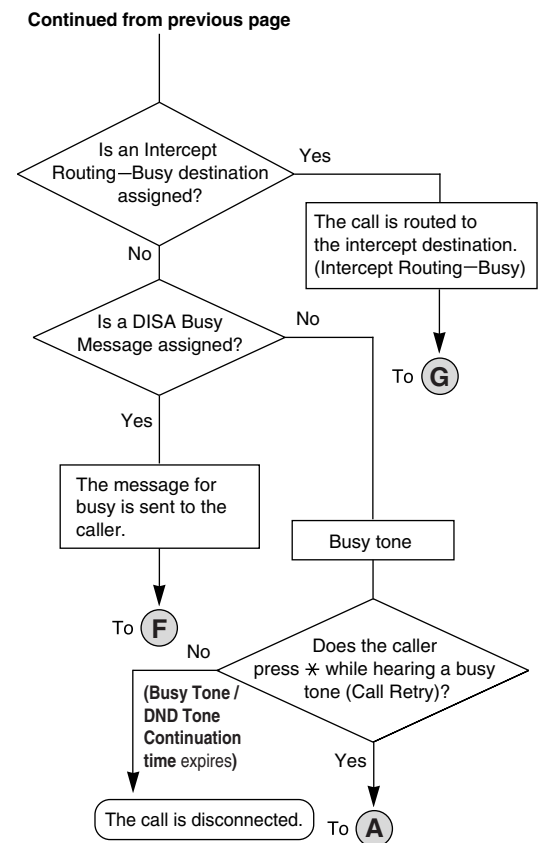 Continued from previous page
Is an Intercept
Routing—Busy destination
assigned?
Yes
The call is routed to
the intercept destination.
(Intercept Routing—Busy)
No
To G
Is a DISA Busy
Message assigned?
No
Yes
The message for
busy is sent to the
caller.
Busy tone
To F
Does the caller
press ✳ while hearing a busy
tone (Call Retry)?
No
(Busy Tone /
DND Tone
Continuation
time expires)
Yes
The call is disconnected.
To A